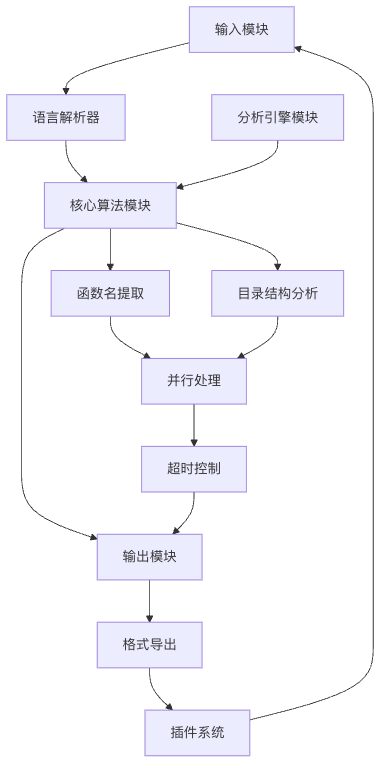 输入模块
语言解析器
分析引擎模块
核心算法模块
函数名提取
目录结构分析
并行处理
超时控制
输出模块
格式导出
插件系统